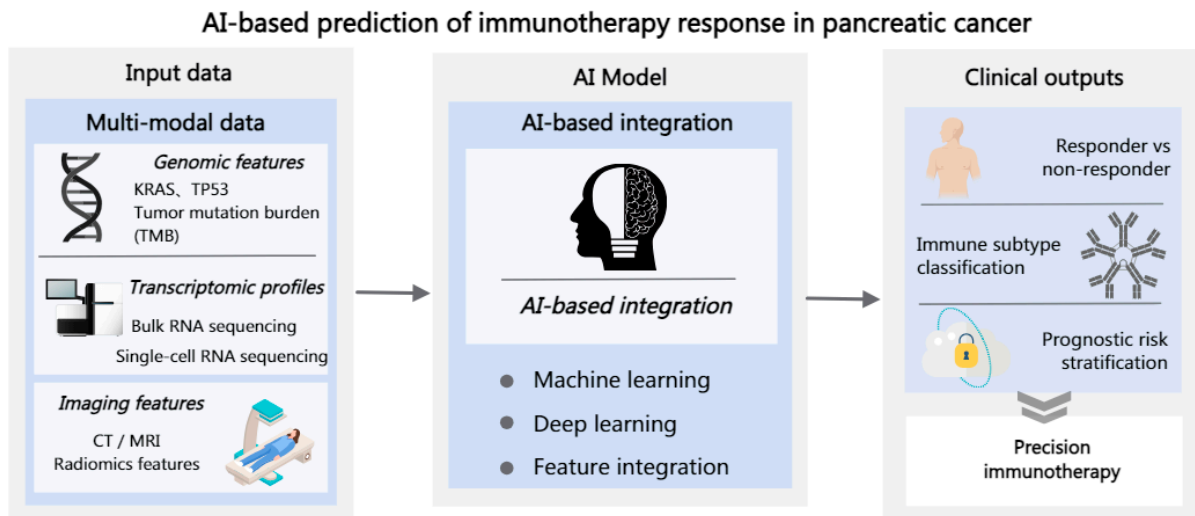 AI-based prediction of immunotherapy response in pancreatic cancer
Input data
Multi-modal data
Genomic features
KRAS、TP53
Tumor mutation burden
(TMB)
Transcriptomic profiles
Bulk RNA sequencing
Single-cell RNA sequencing
Imaging features
CT / MRI
Radiomics features
AI Model
AI-based integration
AI-based integration
Machine learning
Deep learning
Feature integration
Clinical outputs
Responder vs
non-responder
Immune subtype
classification
Prognostic risk
stratification
Precision
immunotherapy